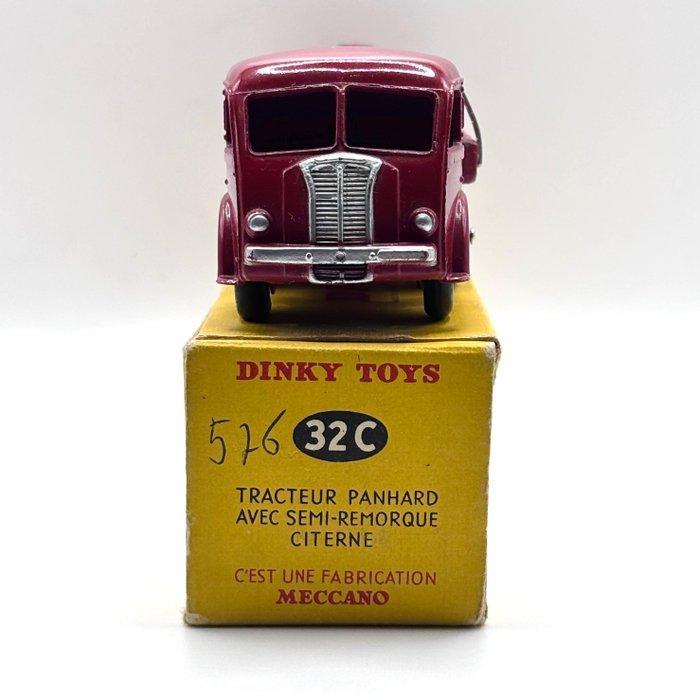 DINKY TOYS
576 32C
TRACTEUR PANHARD
AVEC SEMI-REMORQUE
CITERNE
C'EST UNE FABRICATION
MECCANO